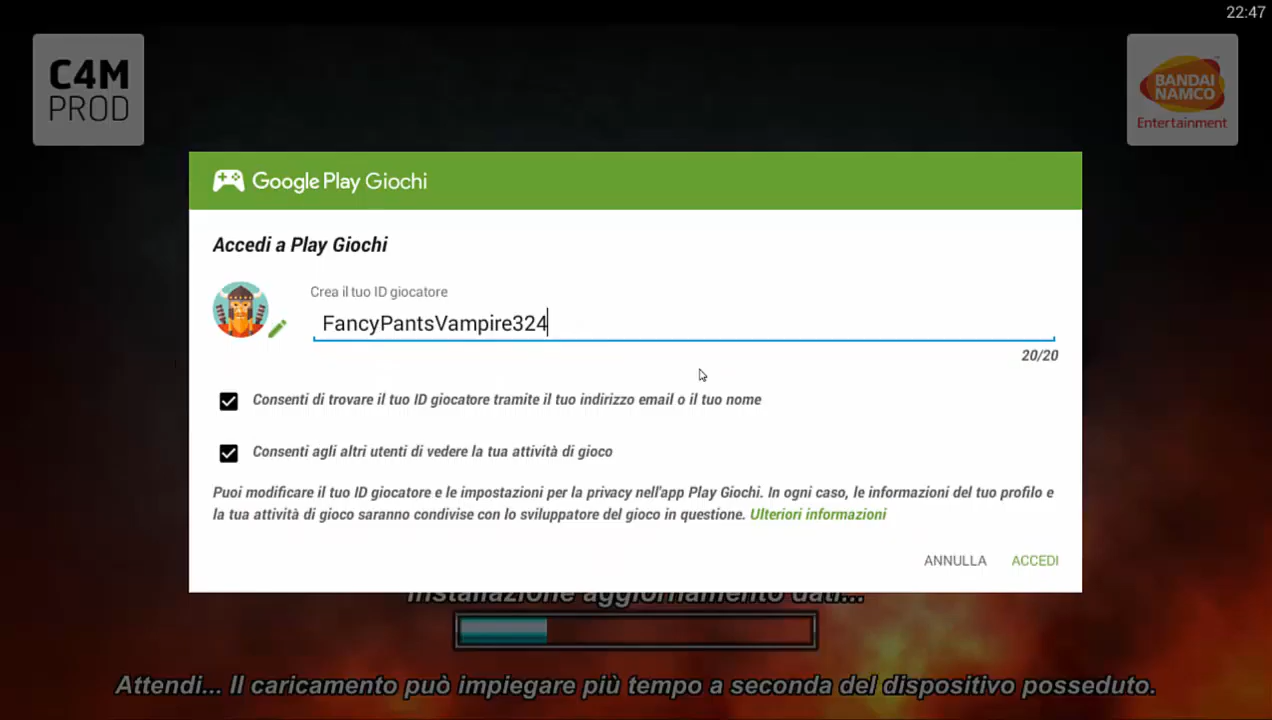 22:47
C4M
PROD
BANDAI
NAMCO
Entertainment
Google Play Giochi
Accedi a Play Giochi
Crea il tuo ID giocatore
FancyPantsVampire324
20/20
Consenti di trovare il tuo ID giocatore tramite il tuo indirizzo email o il tuo nome
Consenti agli altri utenti di vedere la tua attività di gioco
Puoi modificare il tuo ID giocatore e le impostazioni per la privacy nell'app Play Giochi. In ogni caso, le informazioni del tuo profilo e
la tua attività di gioco saranno condivise con lo sviluppatore del gioco in questione. Ulteriori informazioni
ANNULLA ACCEDI
Installazione aggiornamento dati...
Attendi... Il caricamento può impiegare più tempo a seconda del dispositivo posseduto.